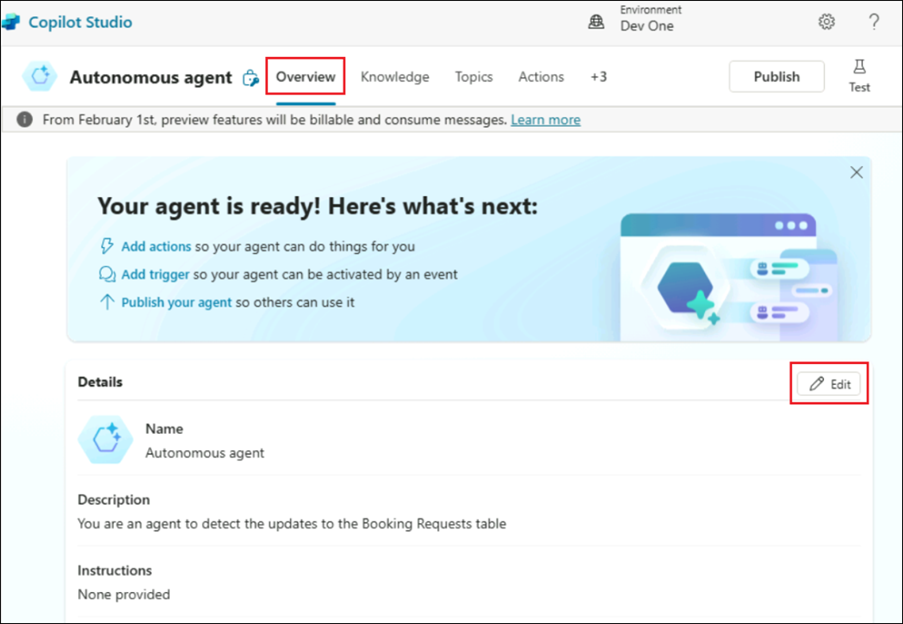 Copilot Studio
Environment
Dev One
?
Autonomous agent
Overview
Knowledge
Topics
Actions
+3
Publish
Test
From February 1st, preview features will be billable and consume messages. Learn more
Your agent is ready! Here's what's next:
Add actions so your agent can do things for you
Add trigger so your agent can be activated by an event
Publish your agent so others can use it
Details
Edit
Name
Autonomous agent
Description
You are an agent to detect the updates to the Booking Requests table
Instructions
None provided